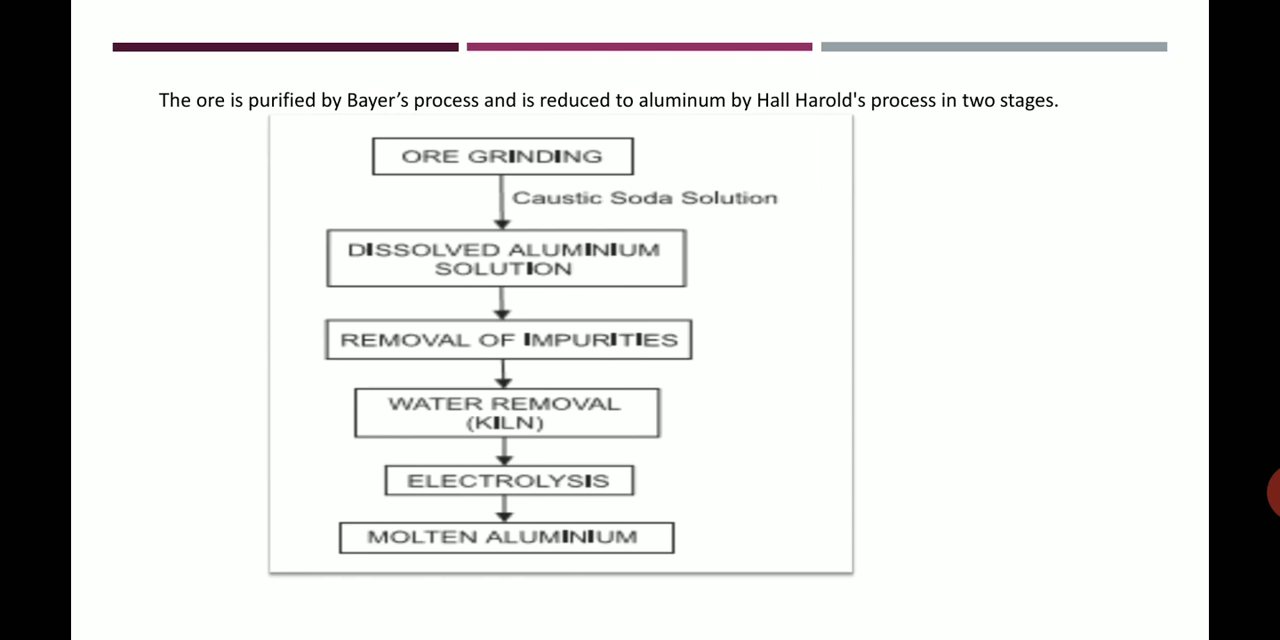 The ore is purified by Bayer’s process and is reduced to aluminum by Hall Harold's process in two stages.
ORE GRINDING
Caustic Soda Solution
DISSOLVED ALUMINIUM
SOLUTION
REMOVAL OF IMPURITIES
WATER REMOVAL
(KILN)
ELECTROLYSIS
MOLTEN ALUMINIUM